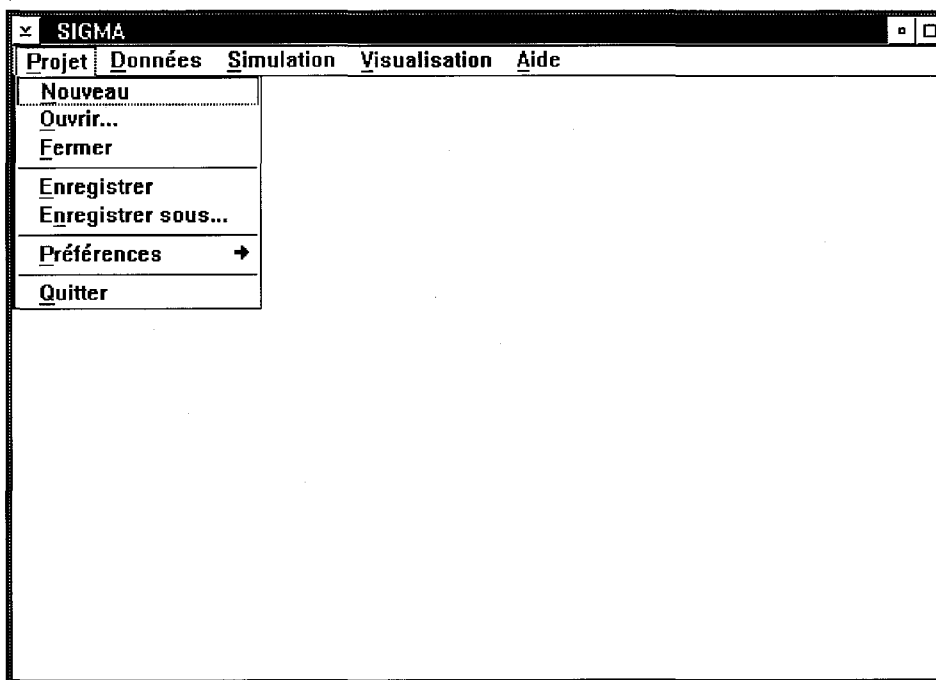 SIGMA
Projet Données Simulation Visualisation Aide
Nouveau
Ouvrir...
Fermer
Enregistrer
Enregistrer sous...
Préférences
Quitter